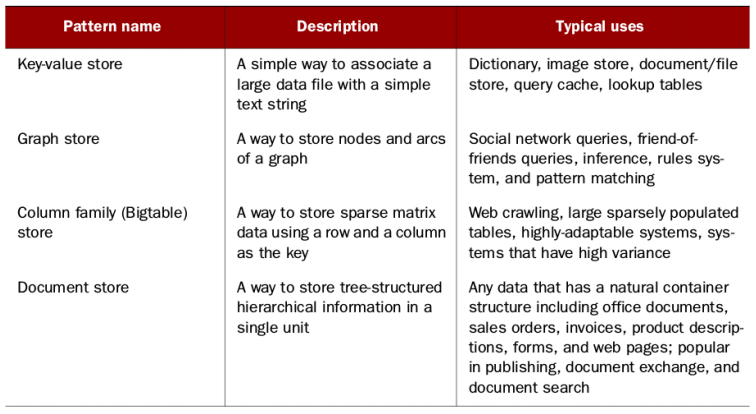 Pattern name Description Typical uses
Key-value store
A simple way to associate a
large data file with a simple
text string
Dictionary, image store, document/file
store, query cache, lookup tables
Graph store
A way to store nodes and arcs
of a graph
Social network queries, friend-of-
friends queries, inference, rules sys-
tem, and pattern matching
Column family (Bigtable)
store
A way to store sparse matrix
data using a row and a column
as the key
Web crawling, large sparsely populated
tables, highly-adaptable systems, sys-
tems that have high variance
Document store
A way to store tree-structured
hierarchical information in a
single unit
Any data that has a natural container
structure including office documents,
sales orders, invoices, product descrip-
tions, forms, and web pages; popular
in publishing, document exchange, and
document search